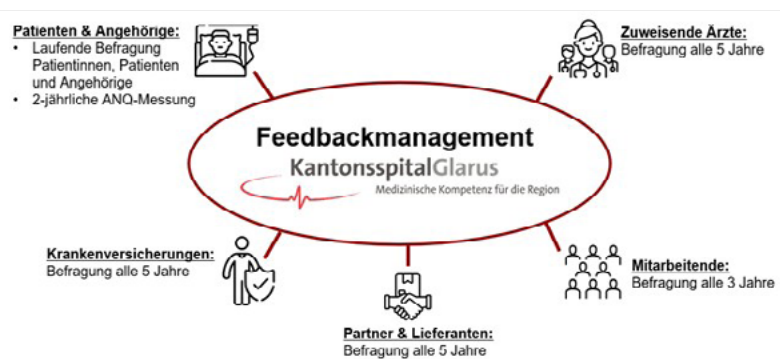 Patienten & Angehörige:
• Laufende Befragung
Patientinnen, Patienten
und Angehörige
• 2-jährliche ANQ-Messung
Zuweisende Ärzte:
Befragung alle 5 Jahre
Feedbackmanagement
KantonsspitalGlarus
Medizinische Kompetenz für die Region
Krankenversicherungen:
Befragung alle 5 Jahre
Mitarbeitende:
Befragung alle 3 Jahre
Partner & Lieferanten:
Befragung alle 5 Jahre